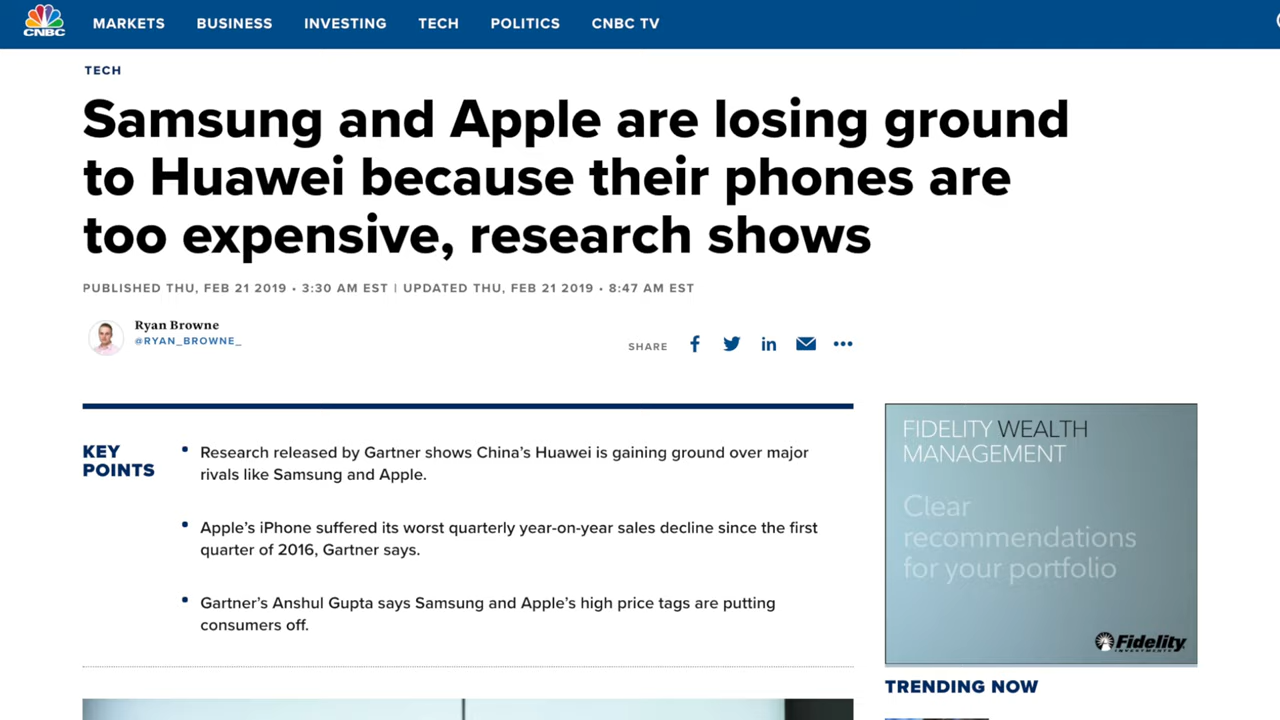 CNBC
MARKETS
BUSINESS
INVESTING
TECH
POLITICS
CNBC TV
TECH
Samsung and Apple are losing ground
to Huawei because their phones are
too expensive, research shows
PUBLISHED THU, FEB 21 2019 • 3:30 AM EST | UPDATED THU, FEB 21 2019 • 8:47 AM EST
Ryan Browne
@RYAN_BROWNE_
SHARE
KEY
POINTS
• Research released by Gartner shows China’s Huawei is gaining ground over major
rivals like Samsung and Apple.
• Apple’s iPhone suffered its worst quarterly year-on-year sales decline since the first
quarter of 2016, Gartner says.
• Gartner’s Anshul Gupta says Samsung and Apple’s high price tags are putting
consumers off.
FIDELITY WEALTH
MANAGEMENT
Clear
recommendations
for your portfolio
Fidelity
INVESTMENTS
TRENDING NOW